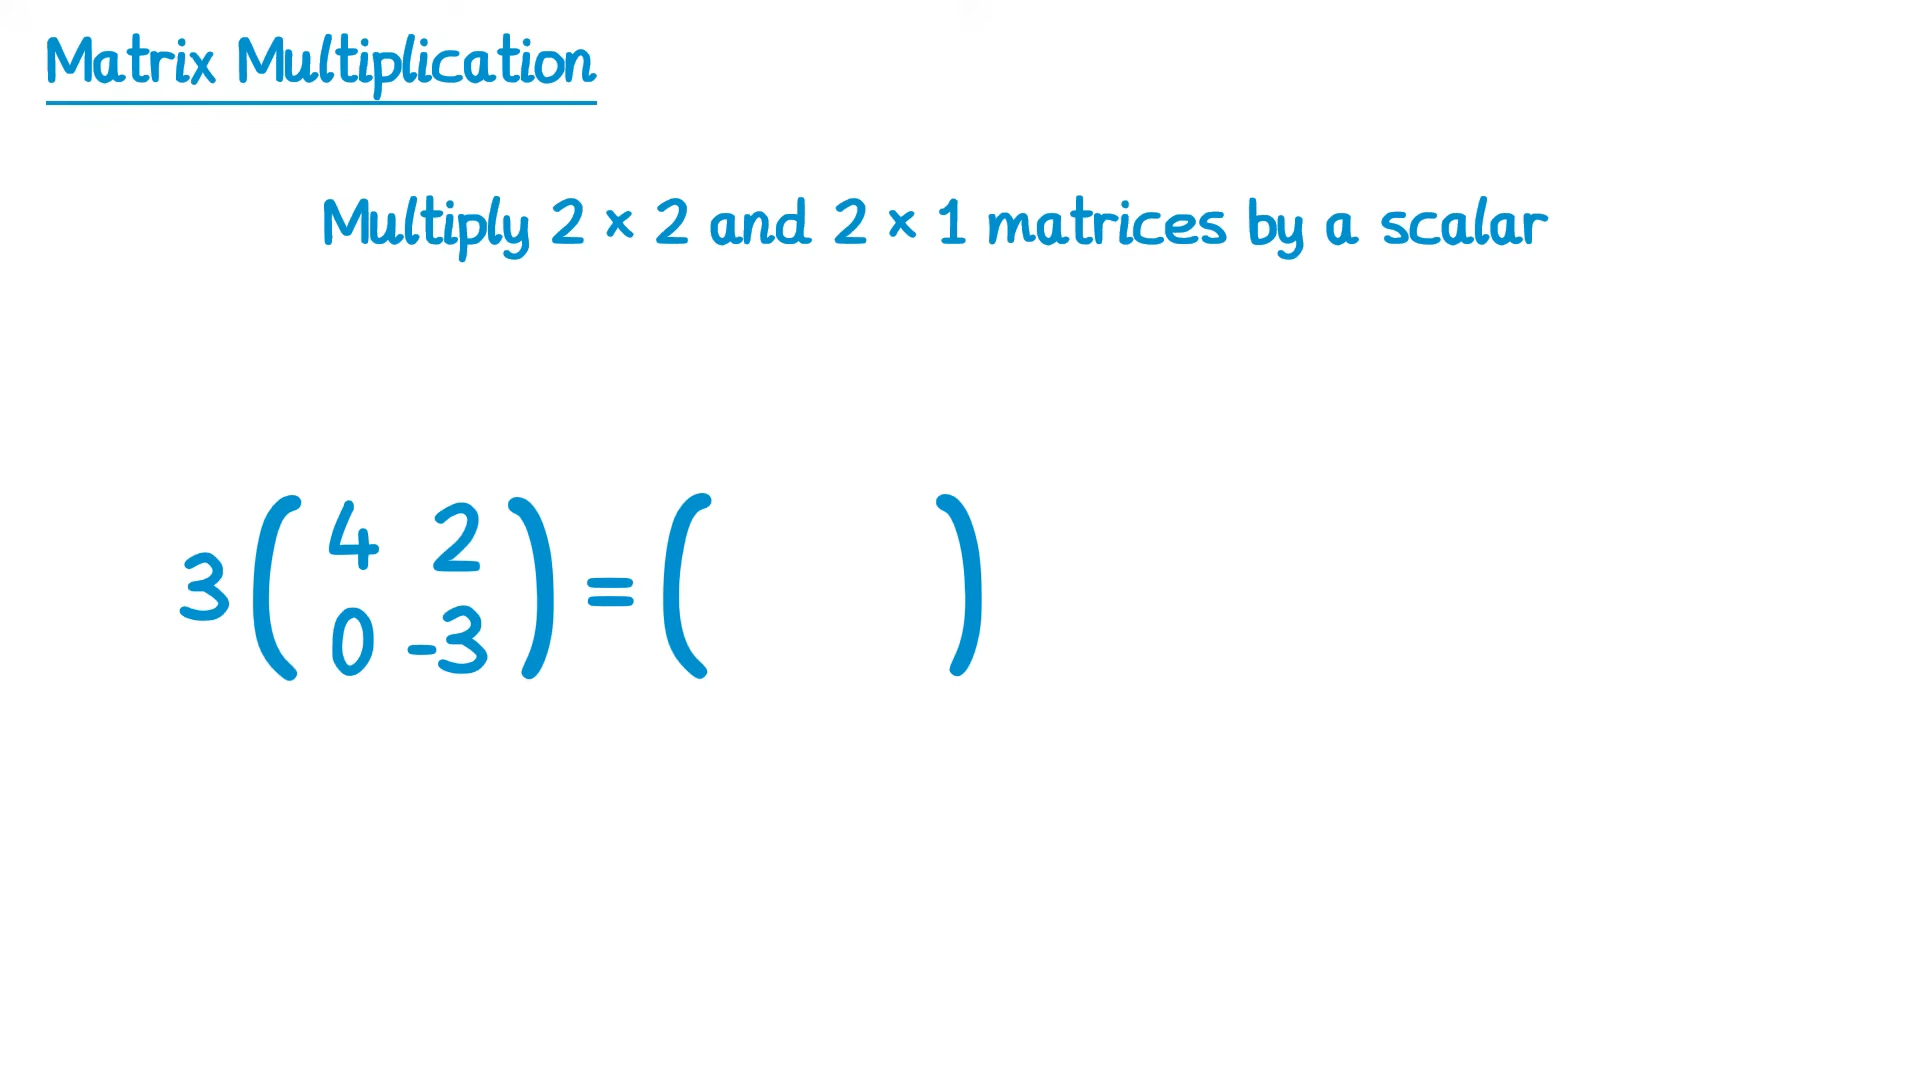 Matrix Multiplication
Multiply 2 × 2 and 2 × 1 matrices by a scalar
3 ( 4 2 ) = ( )
0 -3